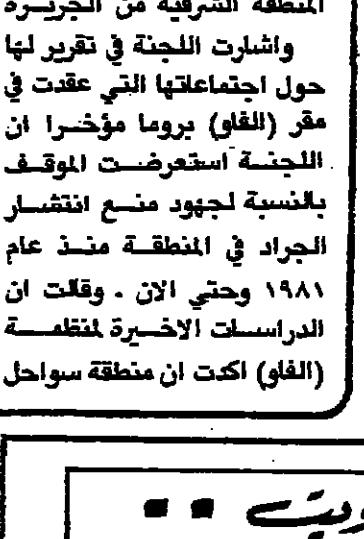 المنطقة الشرقية من الجزيرة
واشارت اللجنة في تقرير لها
حول اجتماعاتها التي عقدت في
مقر (الفاو) بروما مؤخرا ان
اللجنة استعرضت الموقف
بالنسبة لجهود منع انتشار
الجراد في المنطقة منذ عام
١٩٨١ وحتي الان . وقالت ان
الدراسات الاخيرة لمنظمة
(الفاو) اكدت ان منطقة سواحل